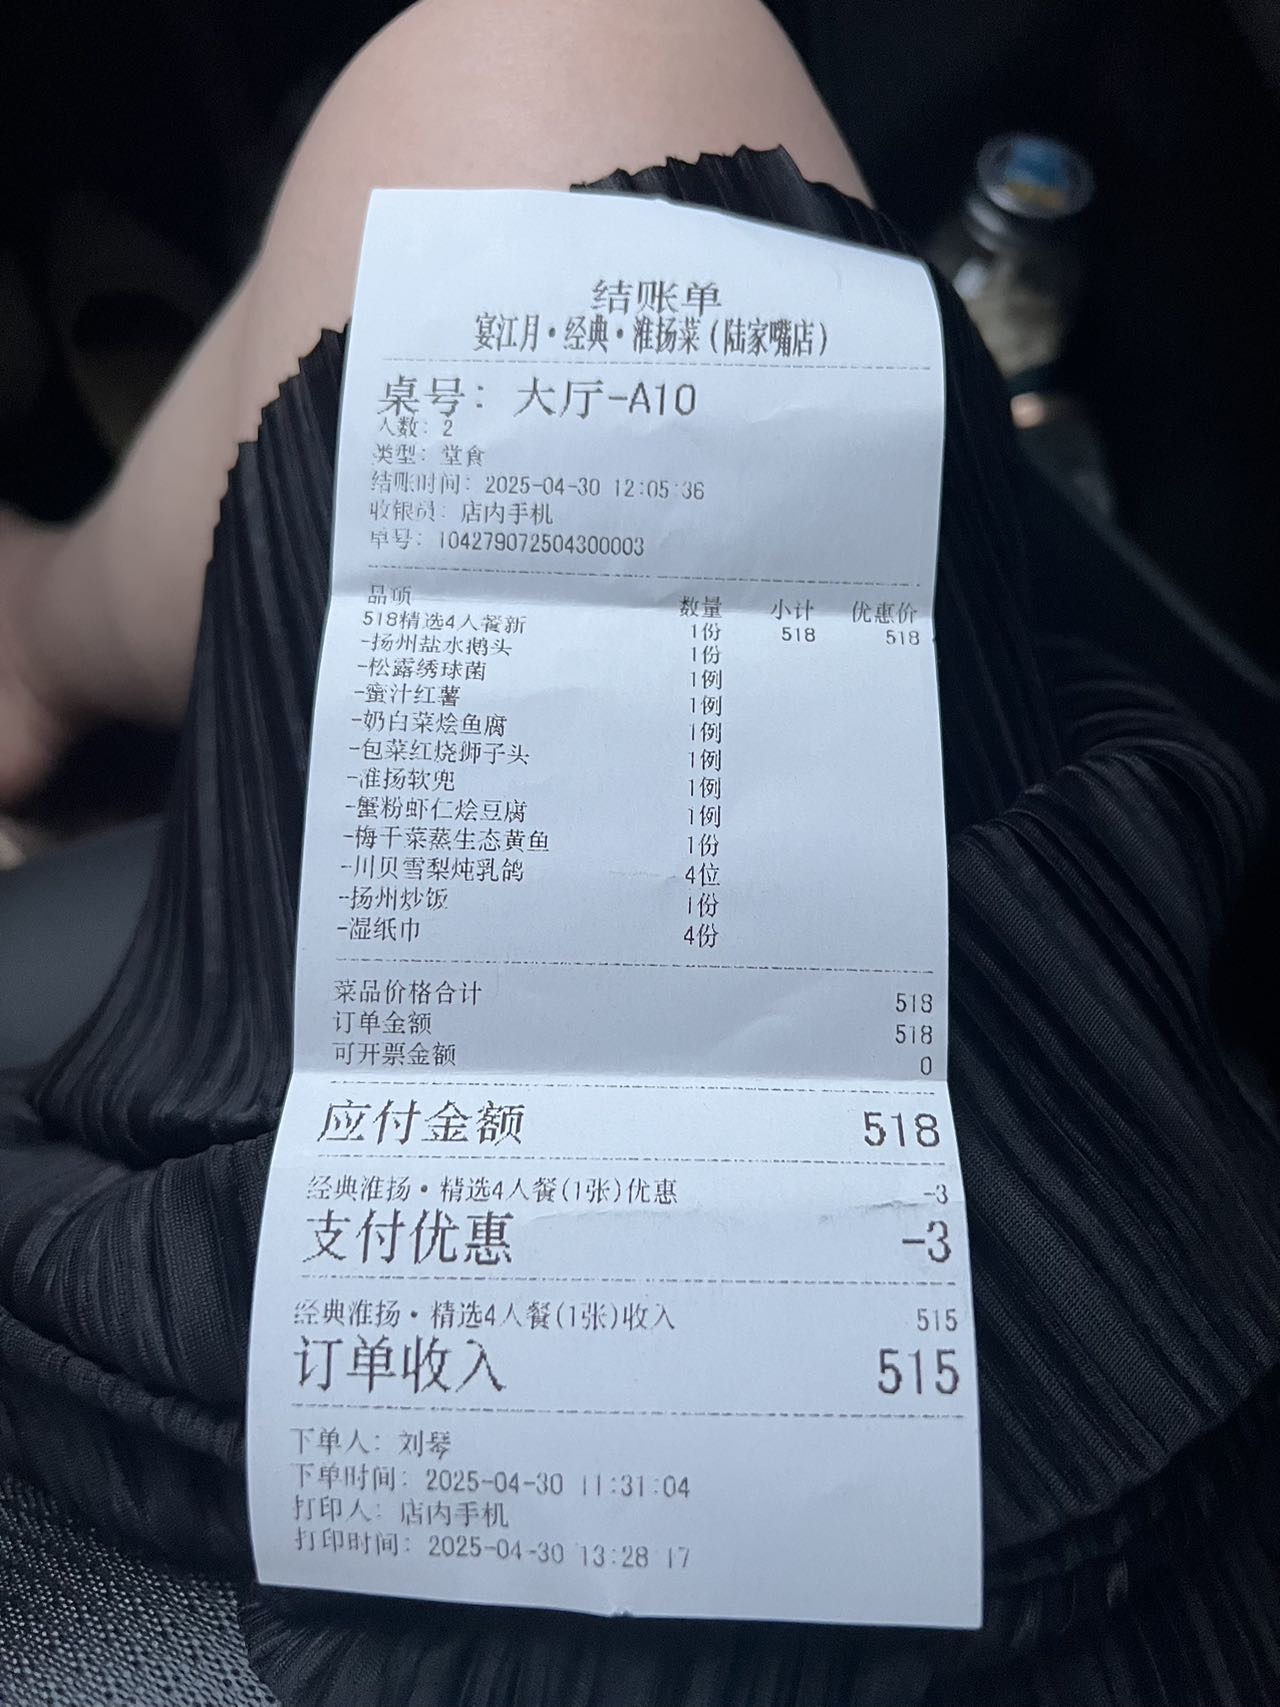 结账单
宴江月·经典·淮扬菜(陆家嘴店)
桌号: 大厅-A10
人数: 2
类型: 堂食
结账时间: 2025-04-30 12:05:36
收银员: 店内手机
单号: 104279072504300003
品项 数量 小计 优惠价
518精选4人餐新 1份 518 518
-扬州盐水鹅头 1份
-松露绣球菌 1例
-蜜汁红薯 1例
-奶白菜烩鱼腐 1例
-包菜红烧狮子头 1例
-淮扬软兜 1例
-蟹粉虾仁烩豆腐 1例
-梅干菜蒸生态黄鱼 1份
-川贝雪梨炖乳鸽 4位
-扬州炒饭 1份
-湿纸巾 4份
菜品价格合计 518
订单金额 518
可开票金额 0
应付金额 518
经典淮扬·精选4人餐(1张)优惠 -3
支付优惠 -3
经典淮扬·精选4人餐(1张)收入 515
订单收入 515
下单人: 刘琴
下单时间: 2025-04-30 11:31:04
打印人: 店内手机
打印时间: 2025-04-30 13:28:17